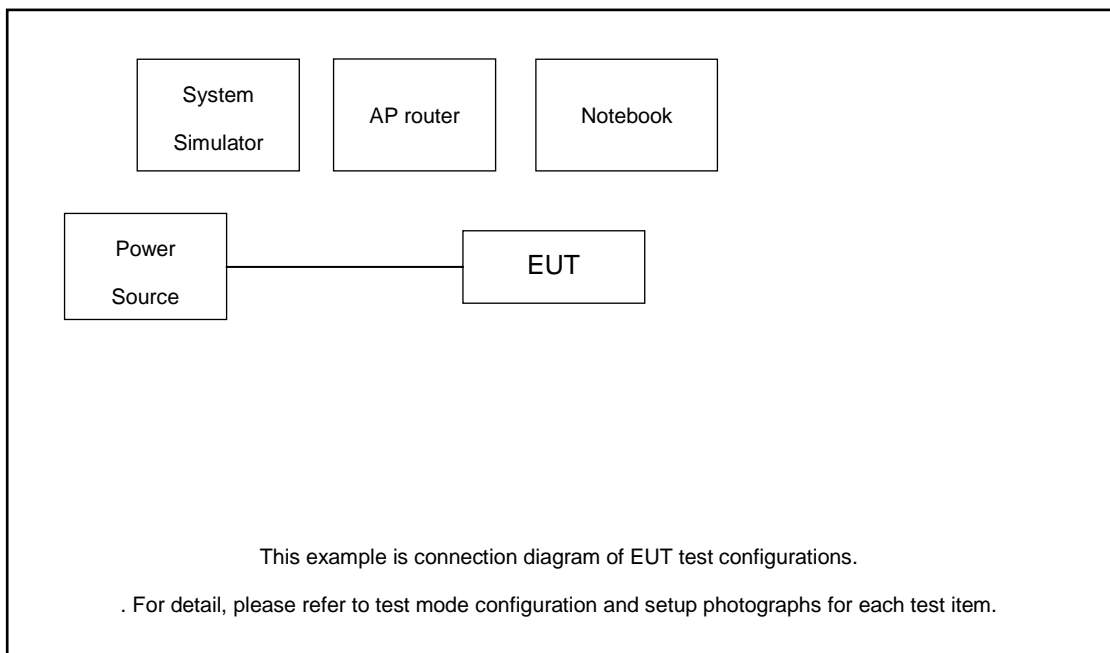 System
Simulator
AP router
Notebook
Power
Source
EUT
This example is connection diagram of EUT test configurations.
. For detail, please refer to test mode configuration and setup photographs for each test item.